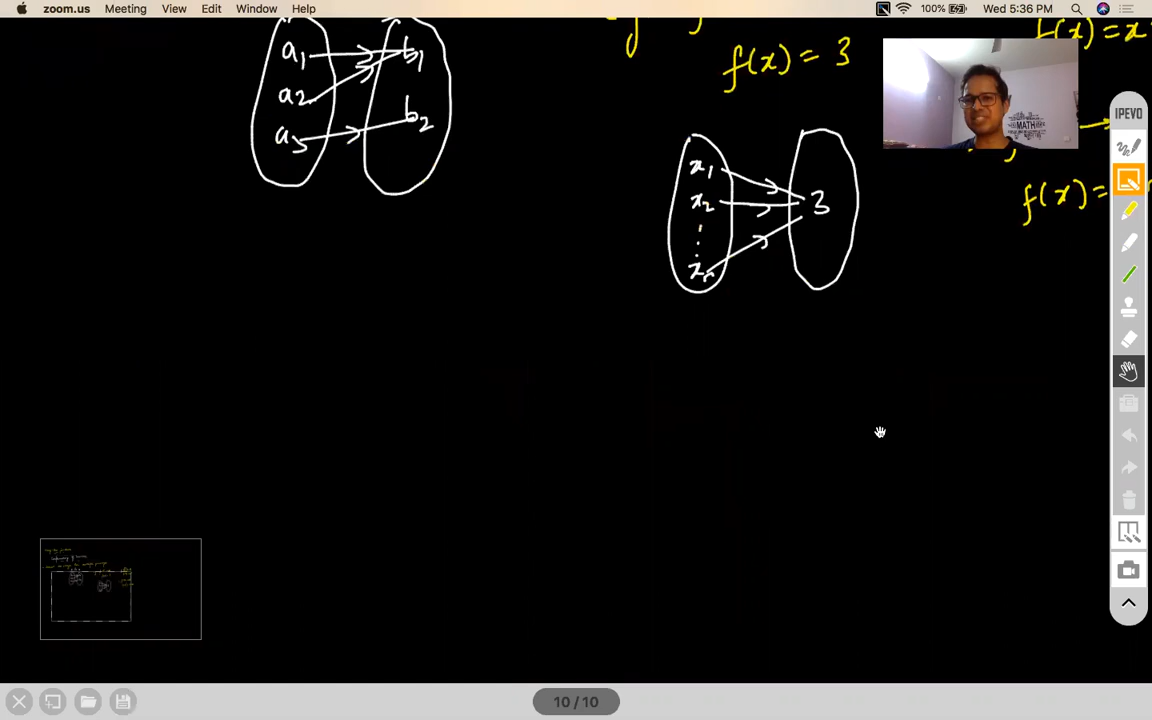 zoom.us Meeting View Edit Window Help 100% Wed 5:36 PM
a1 b1
a2
a3 b2
f(x) = 3
f(x) = x
x1
x2 3
xn
f(x) =
MATH
IPEVO
10 / 10